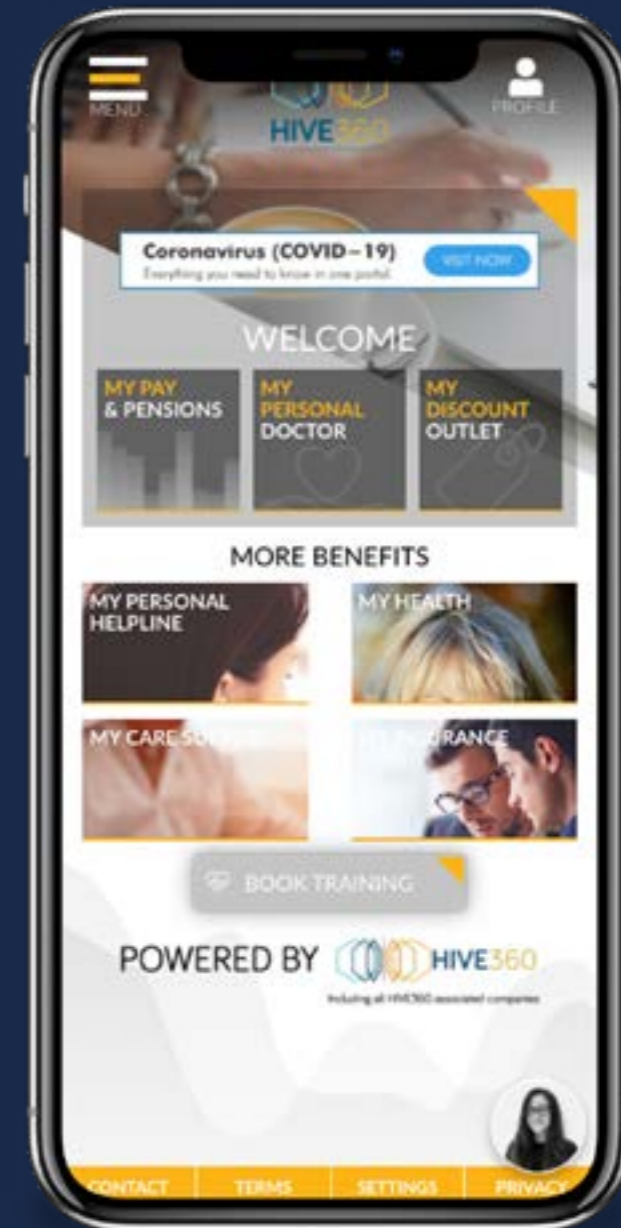 MENU
PROFILE
HIVE360
Coronavirus (COVID-19)
Everything you need to know in one portal.
VISIT NOW
WELCOME
MY PAY
& PENSIONS
MY
PERSONAL
DOCTOR
MY
DISCOUNT
OUTLET
MORE BENEFITS
MY PERSONAL
HELPLINE
MY HEALTH
MY CARE
BOOK TRAINING
POWERED BY HIVE360
Including all HIVE360 associated companies
CONTACT
TERMS
SETTINGS
PRIVACY